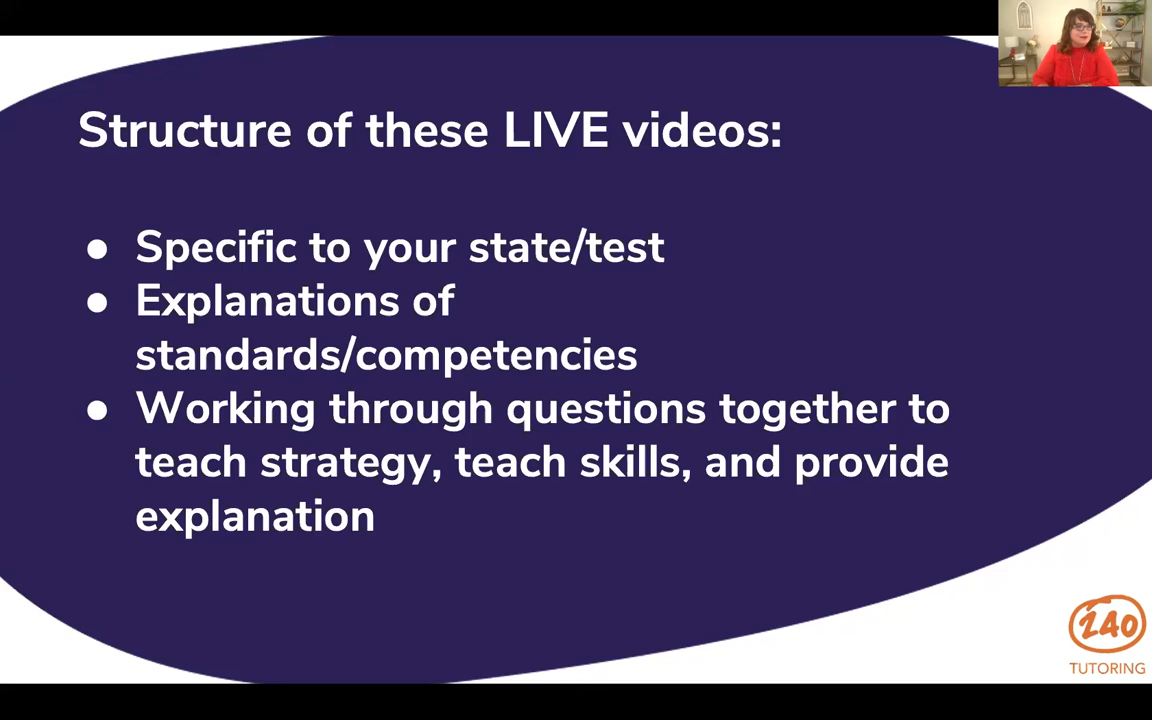 Structure of these LIVE videos:
● Specific to your state/test
● Explanations of
standards/competencies
● Working through questions together to
teach strategy, teach skills, and provide
explanation
240
TUTORING